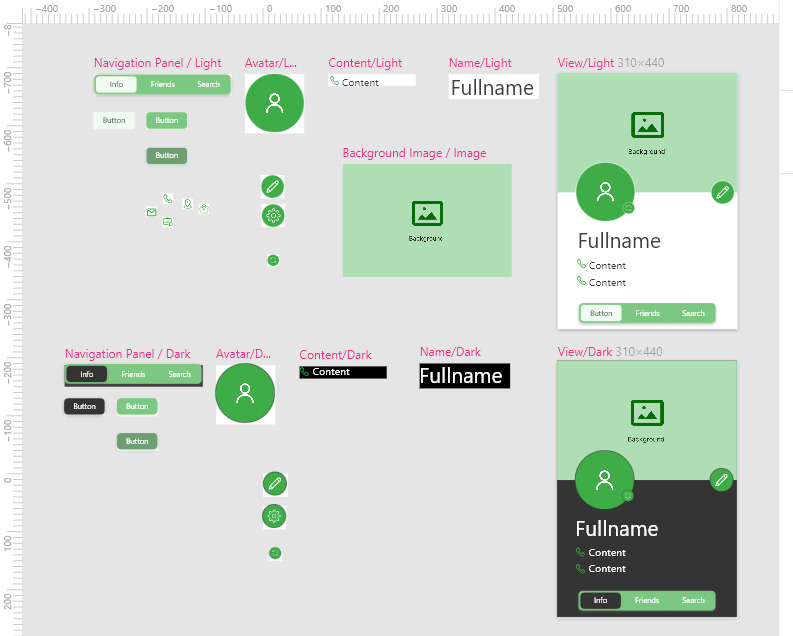 -400 -300 -200 -100 0 100 200 300 400 500 600 700 800
-8
-700
-600
-500
-400
-300
-200
-100
0
100
200
Navigation Panel / Light
Avatar/L...
Content/Light
Name/Light
View/Light 310×440
Info Friends Search
Content
Fullname
Button Button
Button
Background
Background Image / Image
Background
Fullname
Content
Content
Button Friends Search
Navigation Panel / Dark
Avatar/D...
Content/Dark
Name/Dark
View/Dark 310×440
Info Friends Search
Content
Fullname
Button Button
Button
Background
Fullname
Content
Content
Info Friends Search